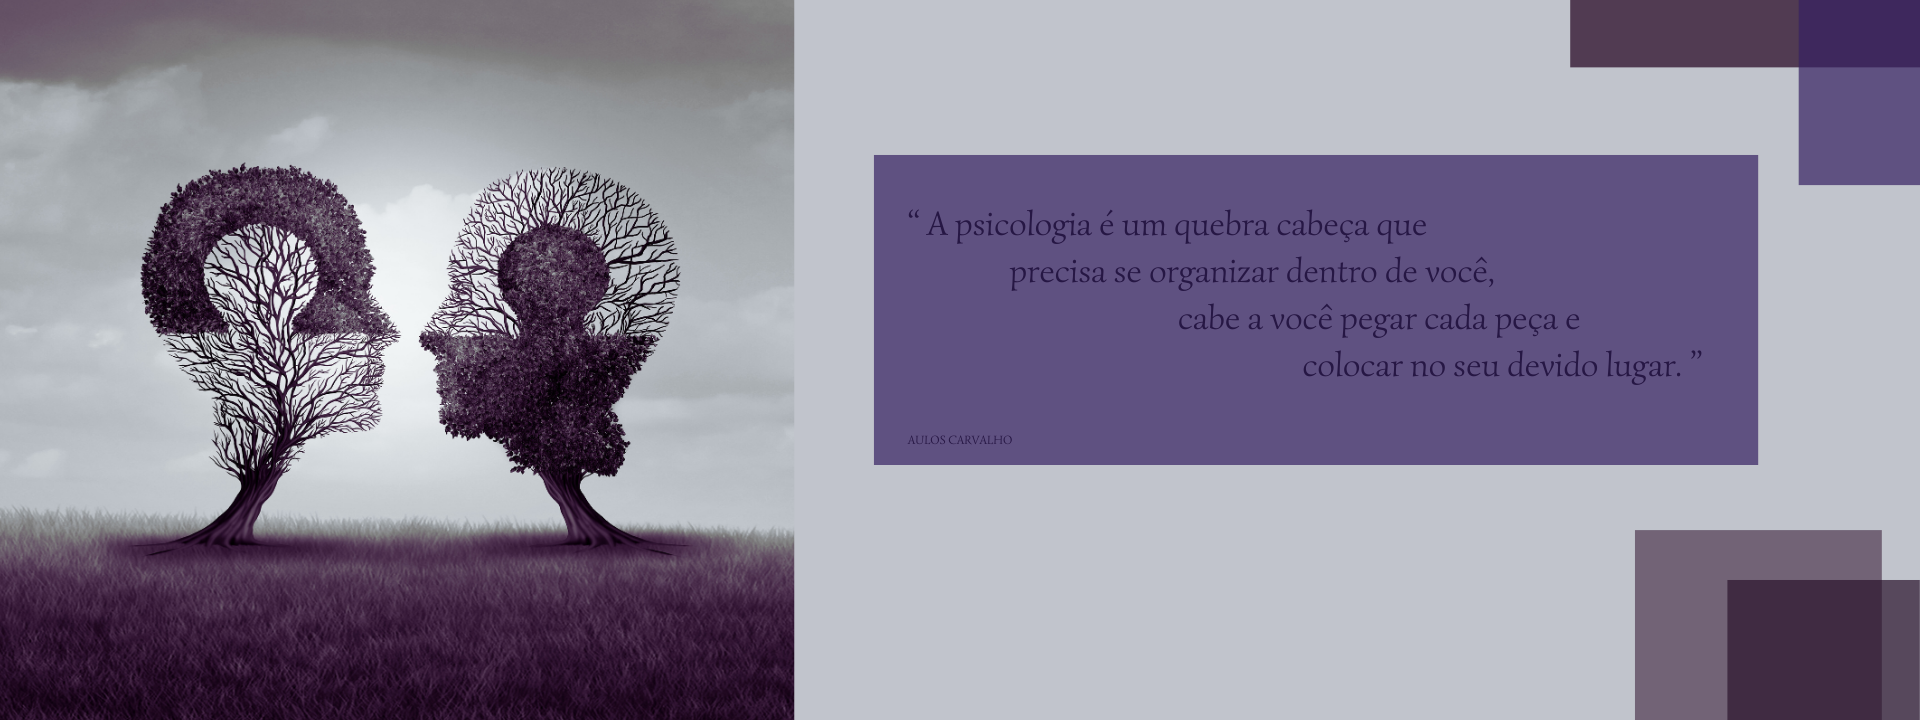 “ A psicologia é um quebra cabeça que
precisa se organizar dentro de você,
cabe a você pegar cada peça e
colocar no seu devido lugar. ”
AULOS CARVALHO